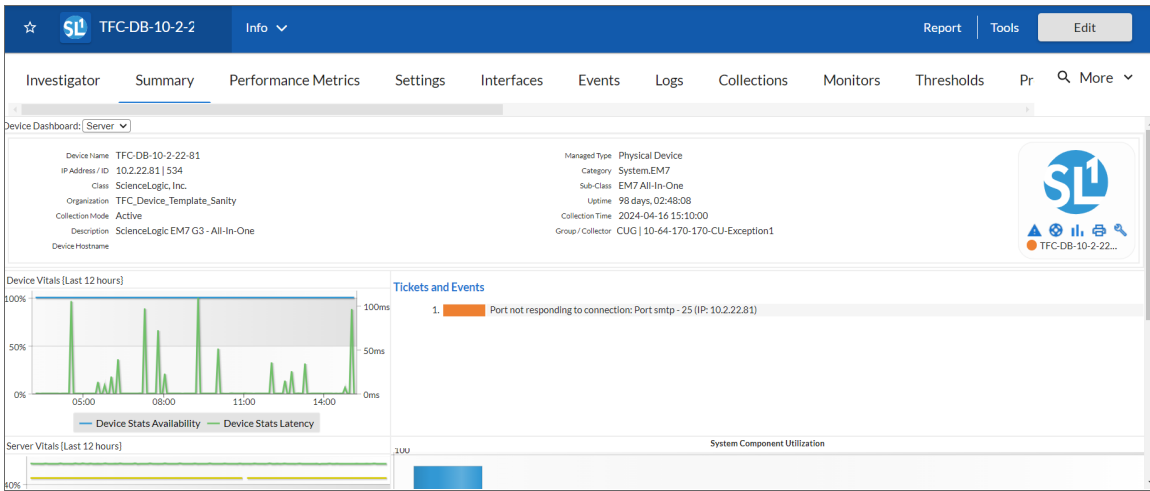 SL1 TFC-DB-10-2-2 Info Report Tools Edit
Investigator Summary Performance Metrics Settings Interfaces Events Logs Collections Monitors Thresholds Pr More
Device Dashboard: Server
Device Name TFC-DB-10-2-22-81
IP Address / ID 10.2.22.81 | 534
Class ScienceLogic, Inc.
Organization TFC_Device_Template_Sanity
Collection Mode Active
Description ScienceLogic EM7 G3 - All-In-One
Device Hostname
Managed Type Physical Device
Category System.EM7
Sub-Class EM7 All-In-One
Uptime 98 days, 02:48:08
Collection Time 2024-04-16 15:10:00
Group / Collector CUG | 10-64-170-170-CU-Exception1
SL1
TFC-DB-10-2-22...
Device Vitals {Last 12 hours}
100%
50%
0%
100ms
50ms
0ms
05:00 08:00 11:00 14:00
Device Stats Availability Device Stats Latency
Tickets and Events
1. Port not responding to connection: Port smtp - 25 (IP: 10.2.22.81)
Server Vitals {Last 12 hours}
40%
System Component Utilization
100